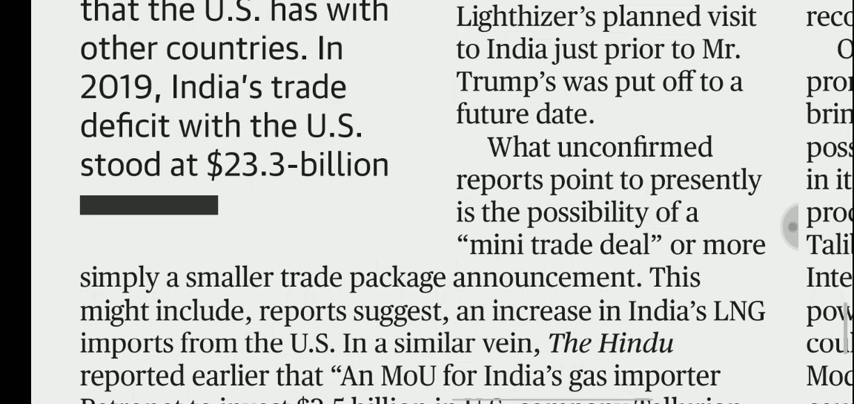 that the U.S. has with
other countries. In
2019, India's trade
deficit with the U.S.
stood at $23.3-billion
Lighthizer's planned visit
to India just prior to Mr.
Trump's was put off to a
future date.
What unconfirmed
reports point to presently
is the possibility of a
“mini trade deal” or more
simply a smaller trade package announcement. This
might include, reports suggest, an increase in India's LNG
imports from the U.S. In a similar vein, The Hindu
reported earlier that “An MoU for India's gas importer